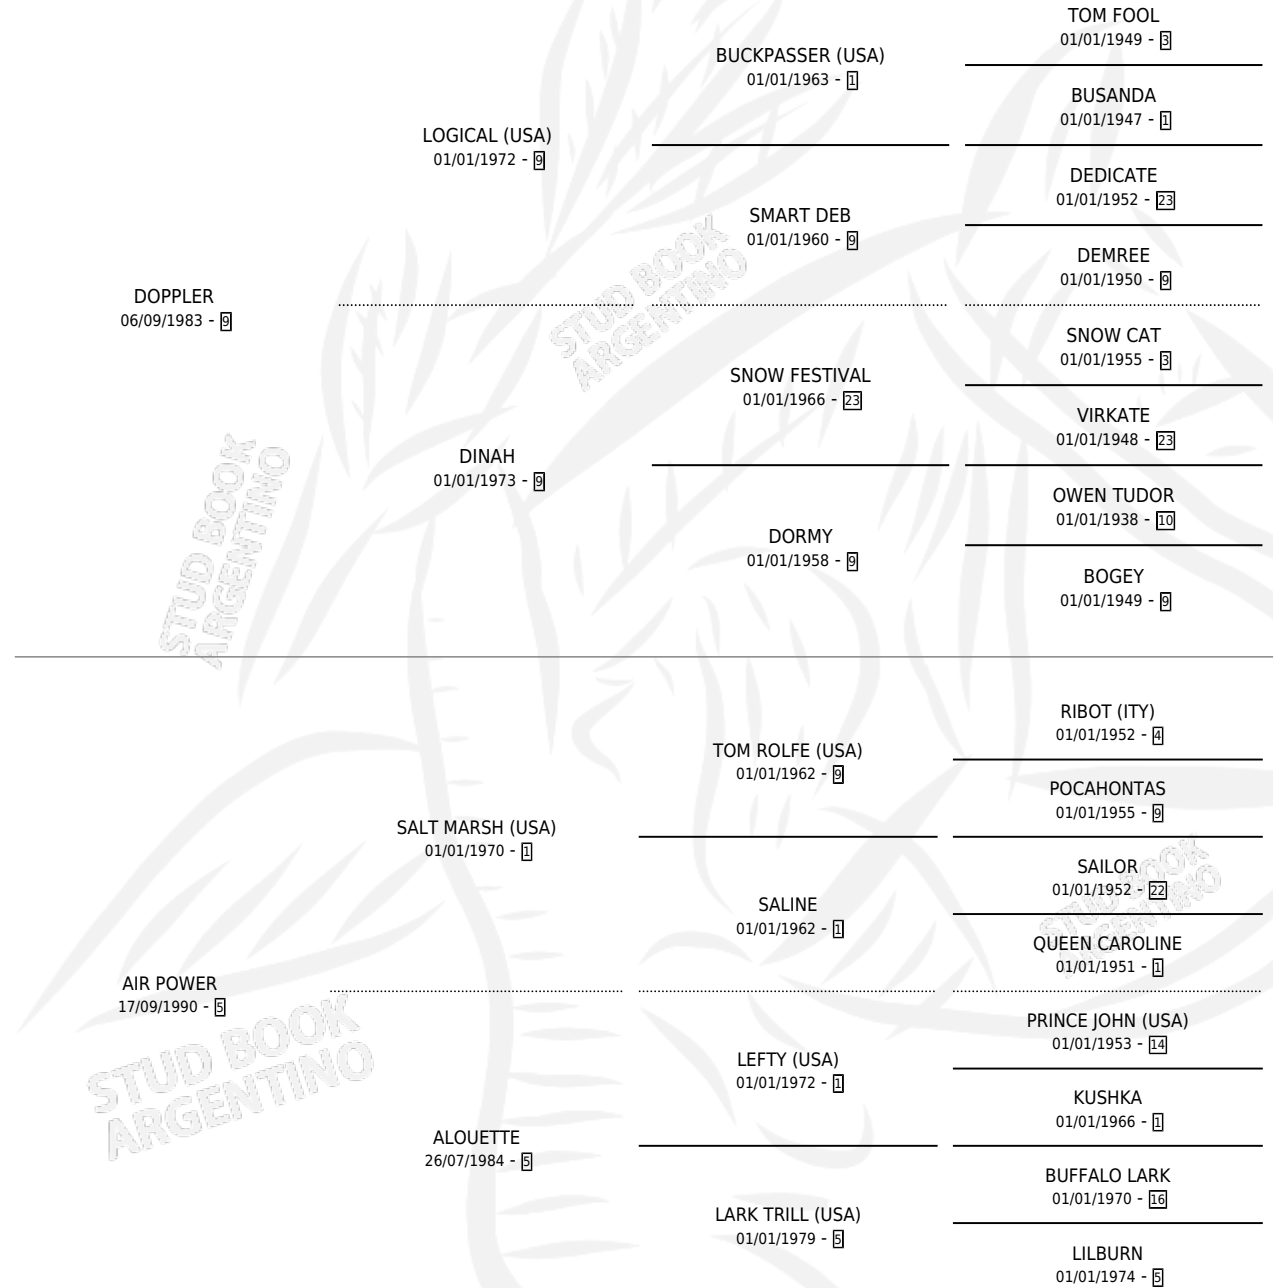 TOM FOOL
01/01/1949 - 3
BUCKPASSER (USA)
01/01/1963 - 1
BUSANDA
01/01/1947 - 1
LOGICAL (USA)
01/01/1972 - 9
DEDICATE
01/01/1952 - 23
SMART DEB
01/01/1960 - 9
DEMREE
01/01/1950 - 9
DOPPLER
06/09/1983 - 9
SNOW CAT
01/01/1955 - 3
SNOW FESTIVAL
01/01/1966 - 23
VIRKATE
01/01/1948 - 23
DINAH
01/01/1973 - 9
OWEN TUDOR
01/01/1938 - 10
DORMY
01/01/1958 - 9
BOGEY
01/01/1949 - 9
RIBOT (ITY)
01/01/1952 - 4
TOM ROLFE (USA)
01/01/1962 - 9
POCAHONTAS
01/01/1955 - 9
SALT MARSH (USA)
01/01/1970 - 1
SAILOR
01/01/1952 - 22
SALINE
01/01/1962 - 1
QUEEN CAROLINE
01/01/1951 - 1
AIR POWER
17/09/1990 - 5
PRINCE JOHN (USA)
01/01/1953 - 14
LEFTY (USA)
01/01/1972 - 1
KUSHKA
01/01/1966 - 1
ALOUETTE
26/07/1984 - 5
BUFFALO LARK
01/01/1970 - 16
LARK TRILL (USA)
01/01/1979 - 5
LILBURN
01/01/1974 - 5
STUD BOOK
ARGENTINO
STUD BOOK
ARGENTINO
STUD BOOK
ARGENTINO
STUD BOOK
ARGENTINO